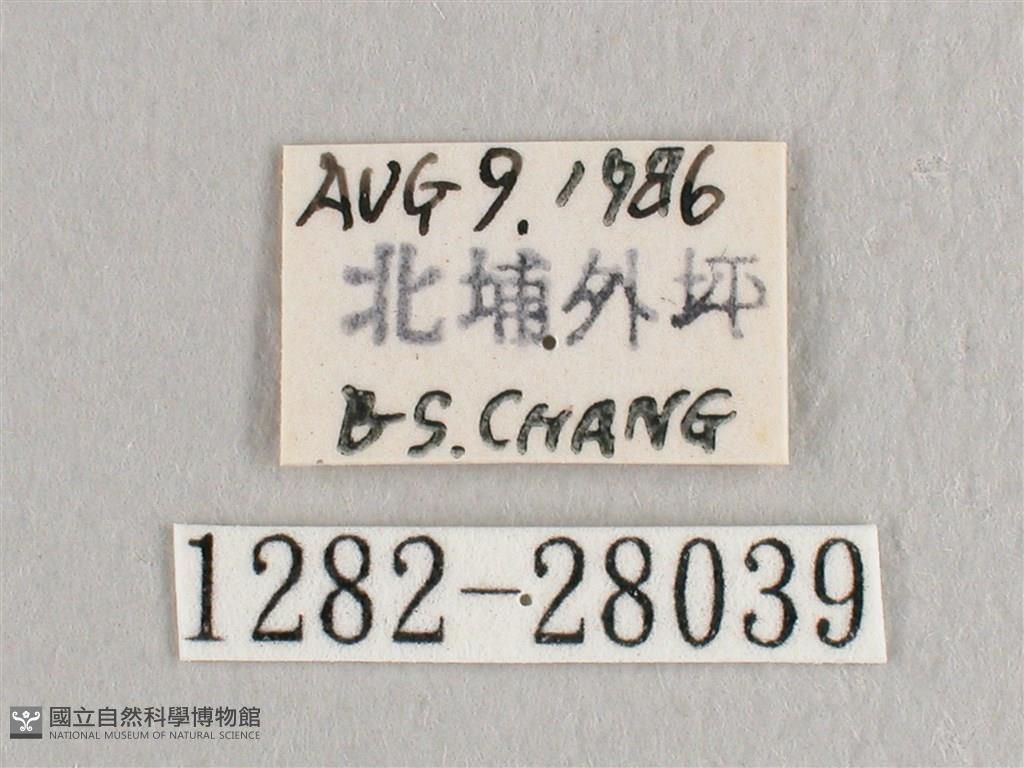 AUG 9. 1986
北埔外坪
B-S. CHANG
1282-28039
國立自然科學博物館
NATIONAL MUSEUM OF NATURAL SCIENCE